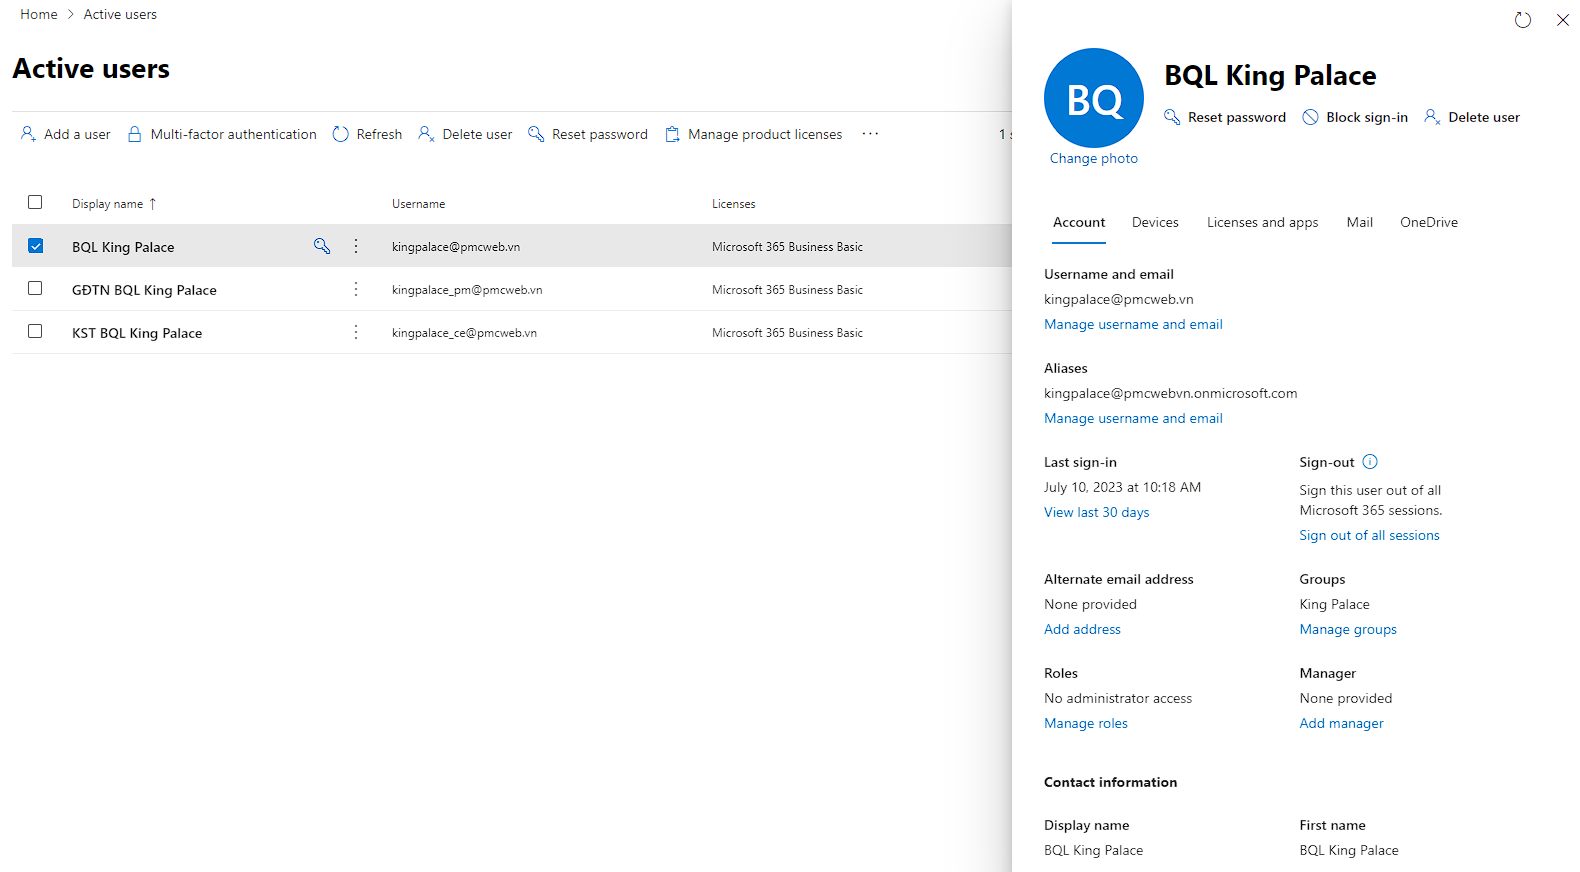 Home > Active users
Active users
Add a user Multi-factor authentication Refresh Delete user Reset password Manage product licenses ··· 1
Display name ↑ Username Licenses
BQL King Palace kingpalace@pmcweb.vn Microsoft 365 Business Basic
GĐTN BQL King Palace kingpalace_pm@pmcweb.vn Microsoft 365 Business Basic
KST BQL King Palace kingpalace_ce@pmcweb.vn Microsoft 365 Business Basic
BQ
Change photo
BQL King Palace
Reset password Block sign-in Delete user
Account Devices Licenses and apps Mail OneDrive
Username and email
kingpalace@pmcweb.vn
Manage username and email
Aliases
kingpalace@pmcwebvn.onmicrosoft.com
Manage username and email
Last sign-in
July 10, 2023 at 10:18 AM
View last 30 days
Sign-out
Sign this user out of all
Microsoft 365 sessions.
Sign out of all sessions
Alternate email address
None provided
Add address
Groups
King Palace
Manage groups
Roles
No administrator access
Manage roles
Manager
None provided
Add manager
Contact information
Display name
BQL King Palace
First name
BQL King Palace